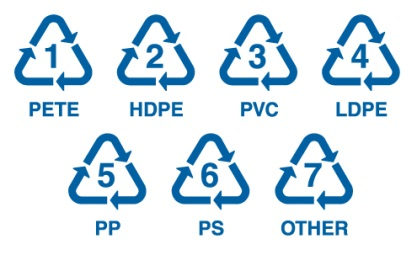 1 2 3 4
PETE HDPE PVC LDPE
5 6 7
PP PS OTHER